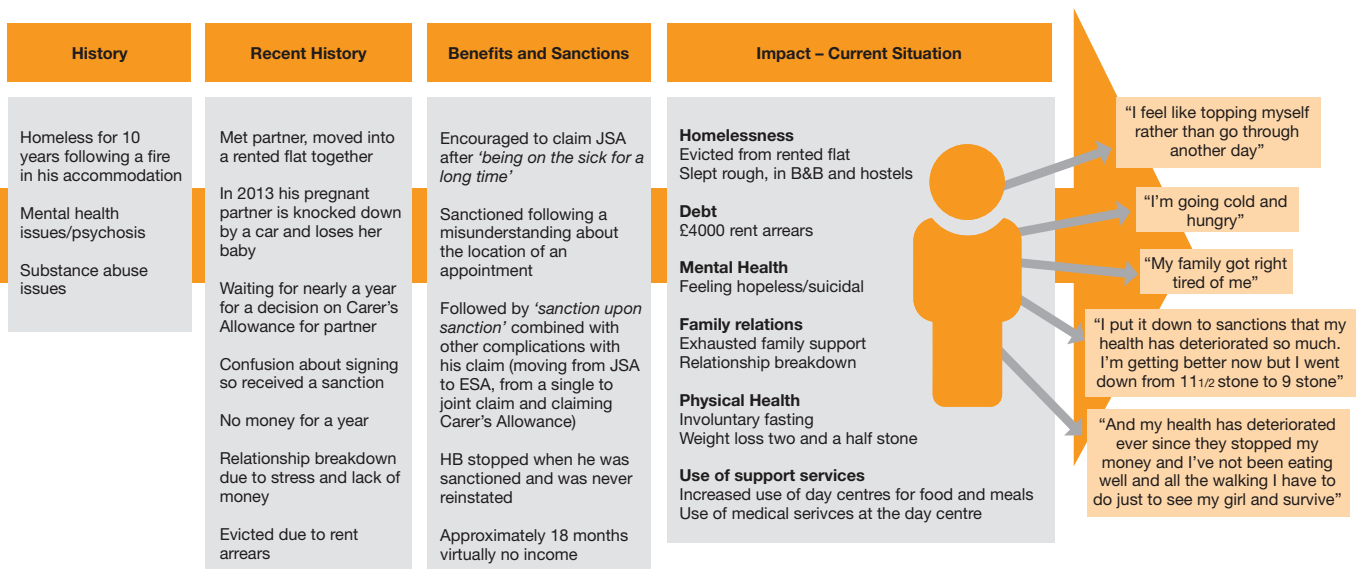 History
Homeless for 10
years following a fire
in his accommodation
Mental health
issues/psychosis
Substance abuse
issues
Recent History
Met partner, moved into
a rented flat together
In 2013 his pregnant
partner is knocked down
by a car and loses her
baby
Waiting for nearly a year
for a decision on Carer's
Allowance for partner
Confusion about signing
so received a sanction
No money for a year
Relationship breakdown
due to stress and lack of
money
Evicted due to rent
arrears
Benefits and Sanctions
Encouraged to claim JSA
after ‘being on the sick for a
long time’
Sanctioned following a
misunderstanding about
the location of an
appointment
Followed by ‘sanction upon
sanction’ combined with
other complications with
his claim (moving from JSA
to ESA, from a single to
joint claim and claiming
Carer's Allowance)
HB stopped when he was
sanctioned and was never
reinstated
Approximately 18 months
virtually no income
Impact – Current Situation
Homelessness
Evicted from rented flat
Slept rough, in B&B and hostels
Debt
£4000 rent arrears
Mental Health
Feeling hopeless/suicidal
Family relations
Exhausted family support
Relationship breakdown
Physical Health
Involuntary fasting
Weight loss two and a half stone
Use of support services
Increased use of day centres for food and meals
Use of medical serivces at the day centre
“I feel like topping myself
rather than go through
another day”
“I'm going cold and
hungry”
“My family got right
tired of me”
“I put it down to sanctions that my
health has deteriorated so much.
I'm getting better now but I went
down from 11 1/2 stone to 9 stone”
“And my health has deteriorated
ever since they stopped my
money and I've not been eating
well and all the walking I have to
do just to see my girl and survive”